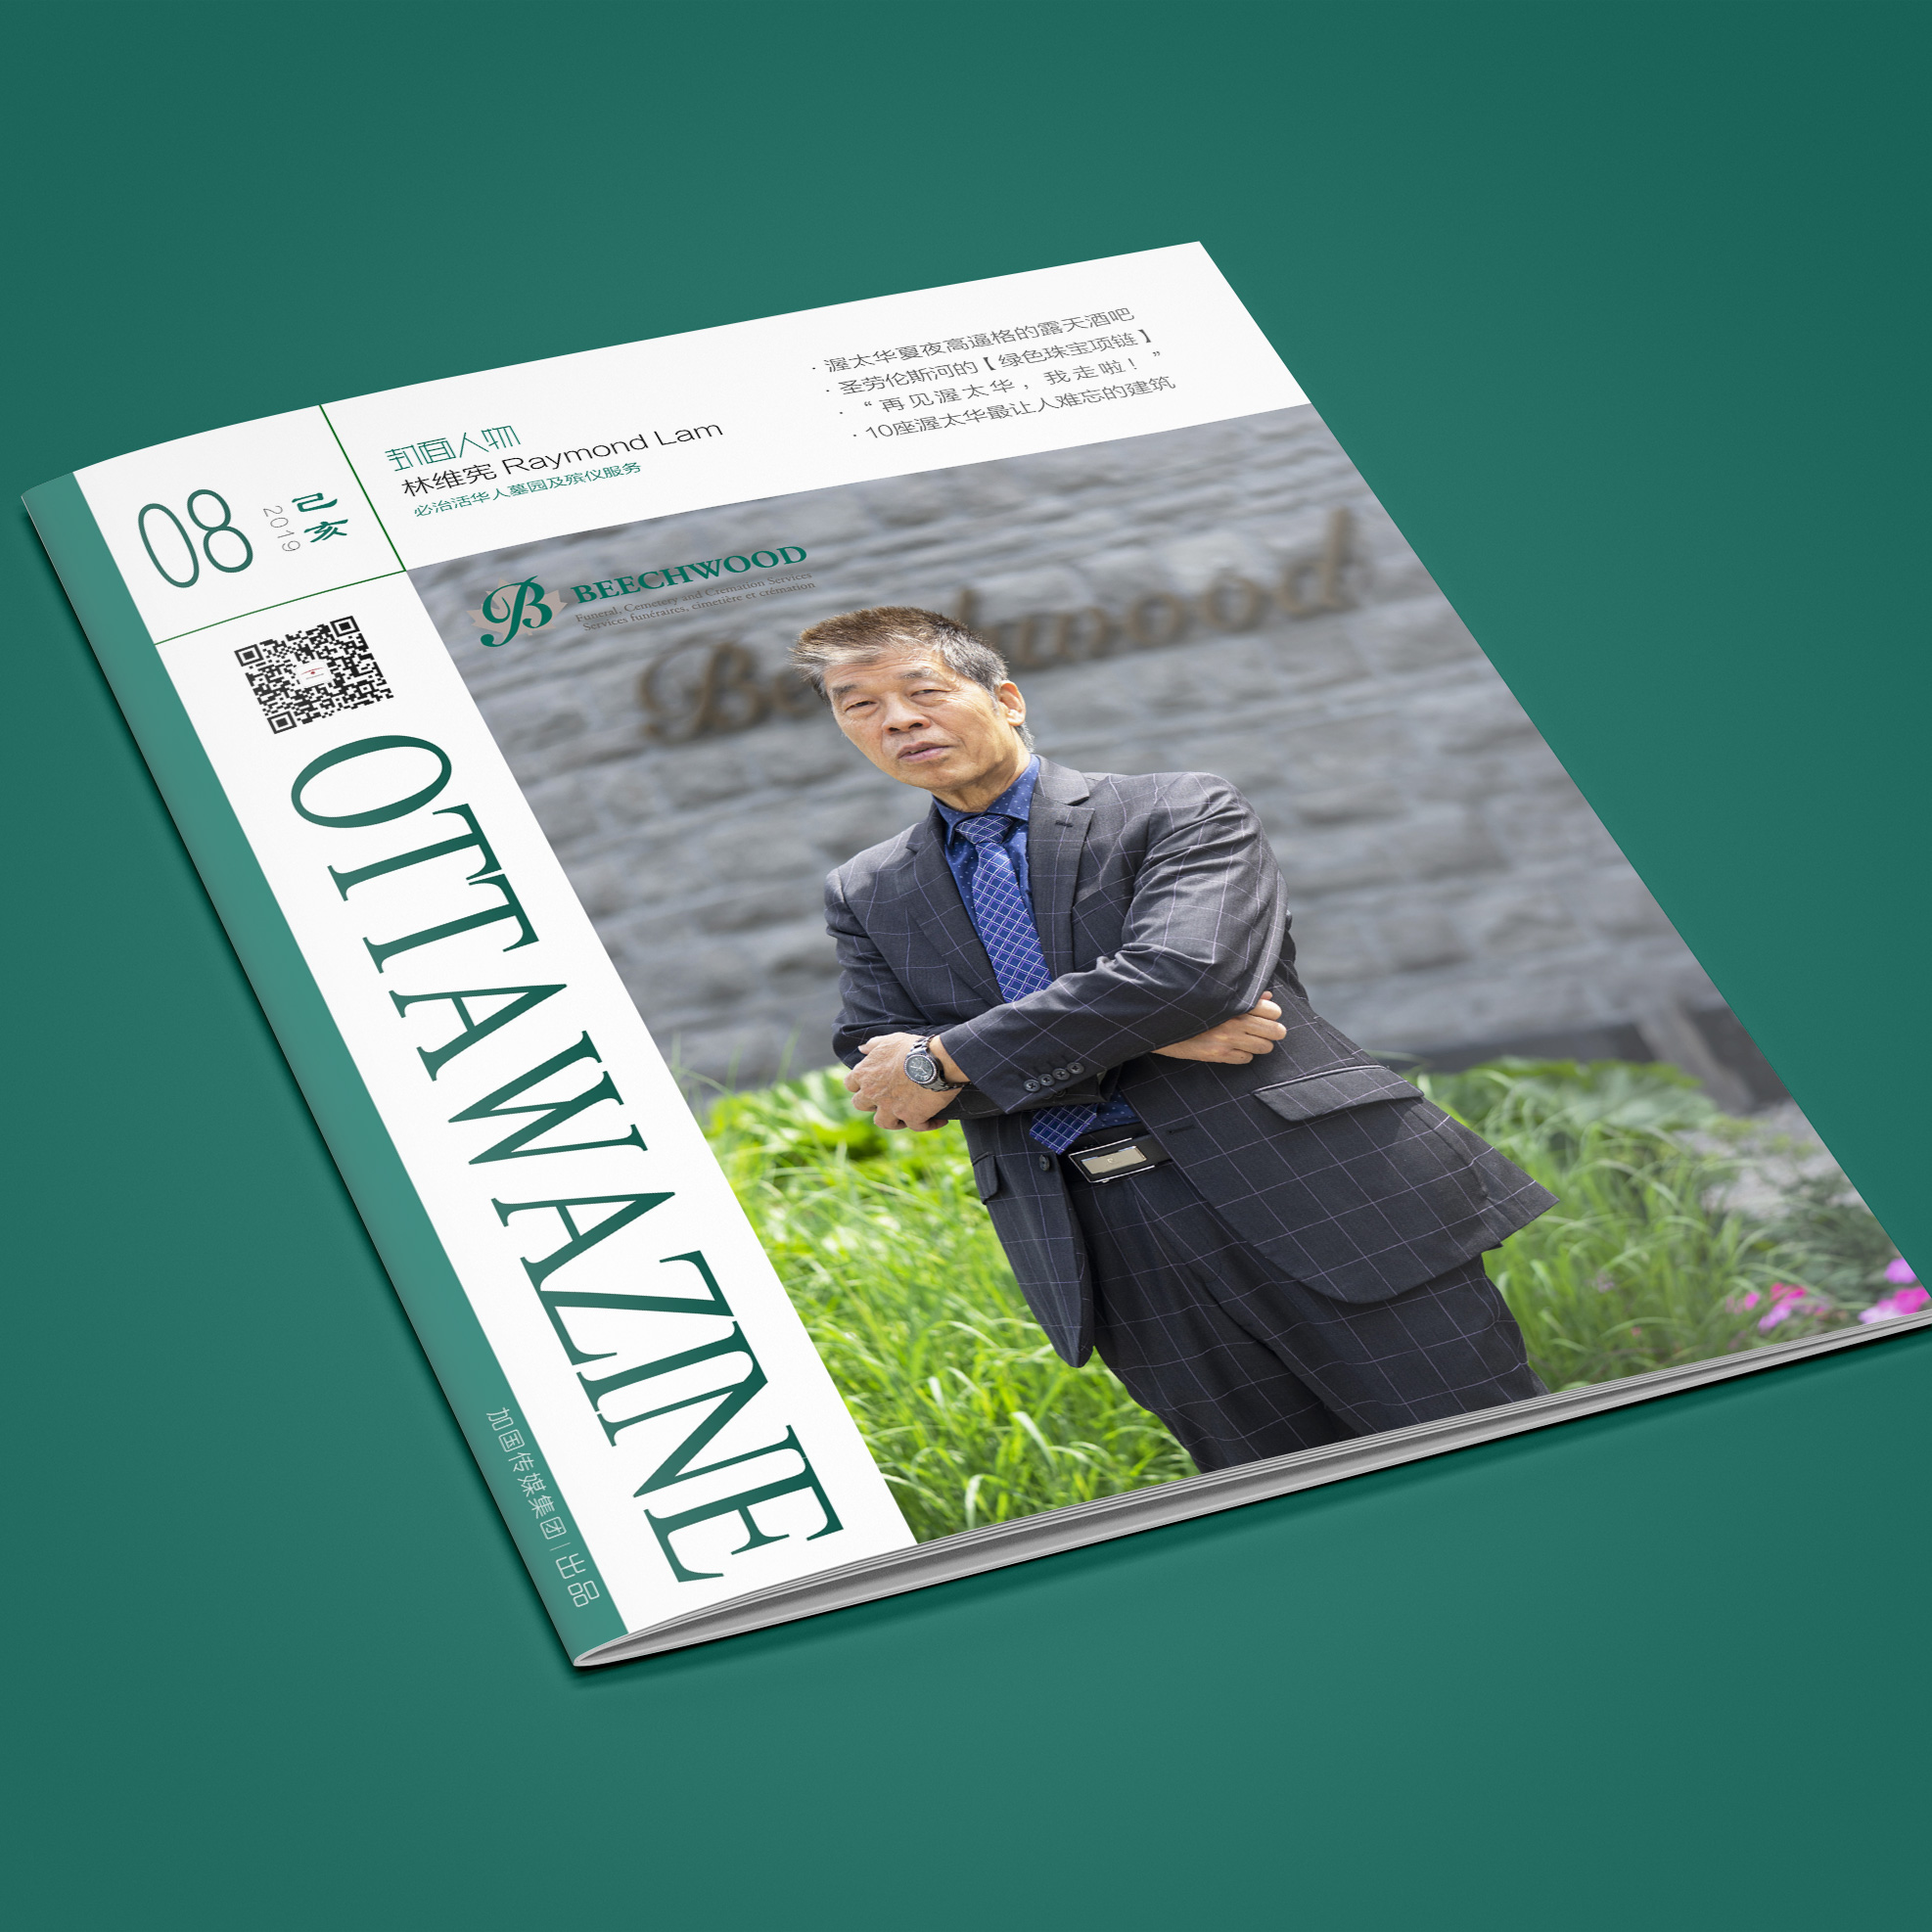 · 渥太华夏夜高逼格的露天酒吧
· 圣劳伦斯河的【绿色珠宝项链】
· “再见渥太华，我走啦！”
· 10座渥太华最让人难忘的建筑
封面人物
林维宪 Raymond Lam
必治活华人墓园及殡仪服务
08
2019
己亥
BEECHWOOD
Funeral, Cemetery and Cremation Services
Services funéraires, cimetière et crémation
B
Beechwood
OTTAWAZINE
加国传媒集团 | 出品